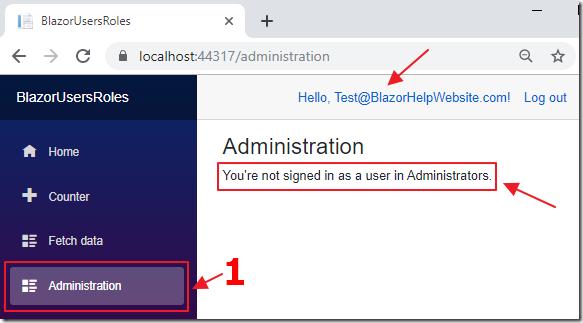 BlazorUsersRoles
localhost:44317/administration
BlazorUsersRoles
Hello, Test@BlazorHelpWebsite.com!
Log out
Home
Counter
Fetch data
Administration
1
Administration
You're not signed in as a user in Administrators.